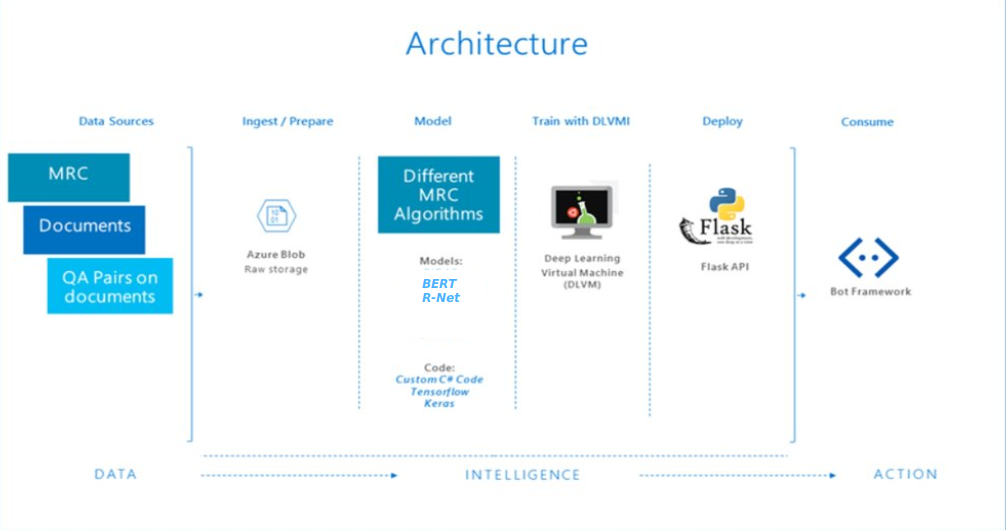 Architecture
Data Sources
Ingest / Prepare
Model
Train with DLVMI
Deploy
Consume
MRC
Documents
QA Pairs on
documents
Azure Blob
Raw storage
Different
MRC
Algorithms
Models:
BERT
R-Net
Code:
Custom C# Code
Tensorflow
Keras
Deep Learning
Virtual Machine
(DLVM)
Flask
Flask API
Bot Framework
DATA
INTELLIGENCE
ACTION